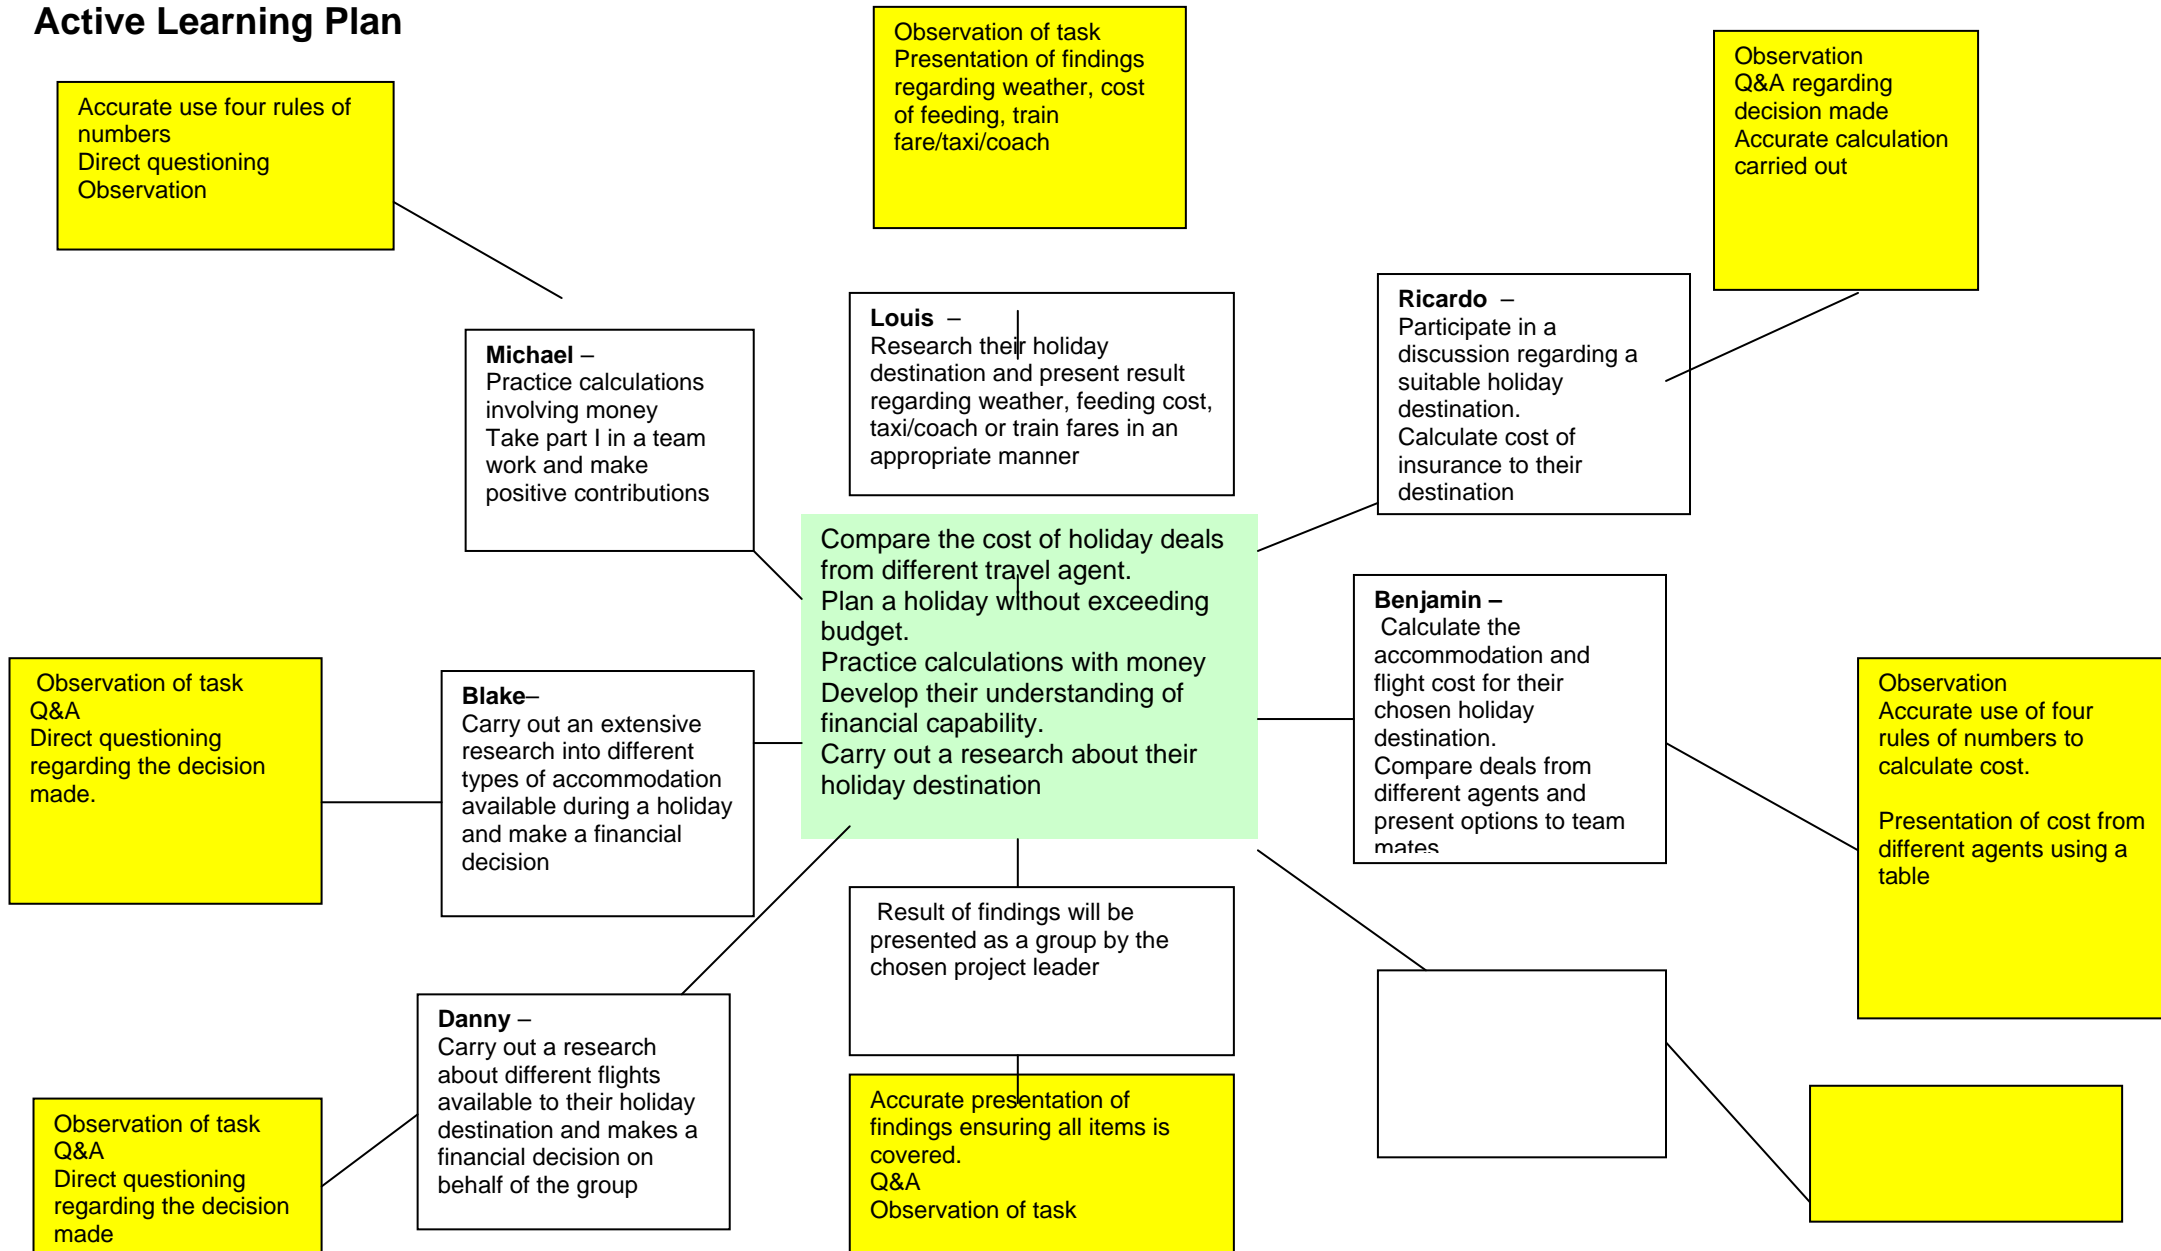 Active Learning Plan
Accurate use four rules of
numbers
Direct questioning
Observation
Observation of task
Presentation of findings
regarding weather, cost
of feeding, train
fare/taxi/coach
Observation
Q&A regarding
decision made
Accurate calculation
carried out
Michael –
Practice calculations
involving money
Take part I in a team
work and make
positive contributions
Louis –
Research their holiday
destination and present result
regarding weather, feeding cost,
taxi/coach or train fares in an
appropriate manner
Ricardo –
Participate in a
discussion regarding a
suitable holiday
destination.
Calculate cost of
insurance to their
destination
Compare the cost of holiday deals
from different travel agent.
Plan a holiday without exceeding
budget.
Practice calculations with money
Develop their understanding of
financial capability.
Carry out a research about their
holiday destination
Observation of task
Q&A
Direct questioning
regarding the decision
made.
Blake–
Carry out an extensive
research into different
types of accommodation
available during a holiday
and make a financial
decision
Benjamin –
Calculate the
accommodation and
flight cost for their
chosen holiday
destination.
Compare deals from
different agents and
present options to team
mates
Observation
Accurate use of four
rules of numbers to
calculate cost.
Presentation of cost from
different agents using a
table
Result of findings will be
presented as a group by the
chosen project leader
Danny –
Carry out a research
about different flights
available to their holiday
destination and makes a
financial decision on
behalf of the group
Observation of task
Q&A
Direct questioning
regarding the decision
made
Accurate presentation of
findings ensuring all items is
covered.
Q&A
Observation of task